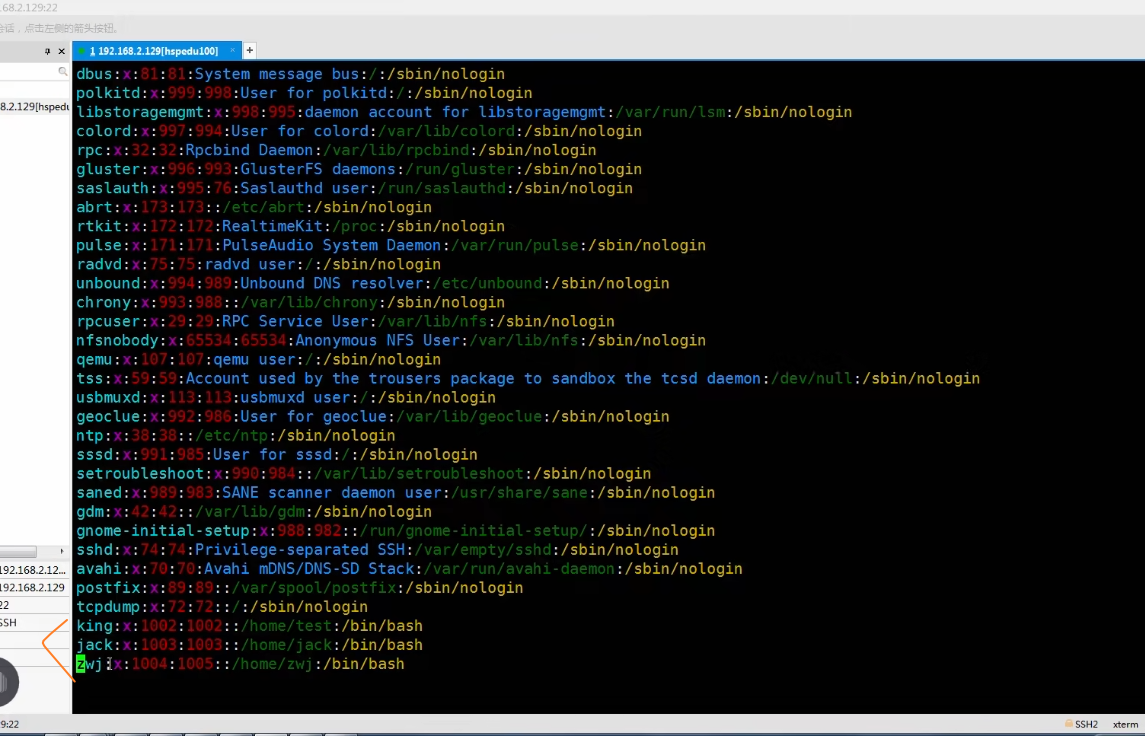 68.2.129:22
会话，点击左侧的箭头按钮。
1 192.168.2.129[hspedu100] × +
8.2.129[hspedu
dbus:x:81:81:System message bus:/:/sbin/nologin
polkitd:x:999:998:User for polkitd:/:/sbin/nologin
libstoragemgmt:x:998:995:daemon account for libstoragemgmt:/var/run/lsm:/sbin/nologin
colord:x:997:994:User for colord:/var/lib/colord:/sbin/nologin
rpc:x:32:32:Rpcbind Daemon:/var/lib/rpcbind:/sbin/nologin
gluster:x:996:993:GlusterFS daemons:/run/gluster:/sbin/nologin
saslauth:x:995:76:Saslauthd user:/run/saslauthd:/sbin/nologin
abrt:x:173:173::/etc/abrt:/sbin/nologin
rtkit:x:172:172:RealtimeKit:/proc:/sbin/nologin
pulse:x:171:171:PulseAudio System Daemon:/var/run/pulse:/sbin/nologin
radvd:x:75:75:radvd user:/:/sbin/nologin
unbound:x:994:989:Unbound DNS resolver:/etc/unbound:/sbin/nologin
chrony:x:993:988::/var/lib/chrony:/sbin/nologin
rpcuser:x:29:29:RPC Service User:/var/lib/nfs:/sbin/nologin
nfsnobody:x:65534:65534:Anonymous NFS User:/var/lib/nfs:/sbin/nologin
qemu:x:107:107:qemu user:/:/sbin/nologin
tss:x:59:59:Account used by the trousers package to sandbox the tcsd daemon:/dev/null:/sbin/nologin
usbmuxd:x:113:113:usbmuxd user:/:/sbin/nologin
geoclue:x:992:986:User for geoclue:/var/lib/geoclue:/sbin/nologin
ntp:x:38:38::/etc/ntp:/sbin/nologin
sssd:x:991:985:User for sssd:/:/sbin/nologin
setroubleshoot:x:990:984::/var/lib/setroubleshoot:/sbin/nologin
saned:x:989:983:SANE scanner daemon user:/usr/share/sane:/sbin/nologin
gdm:x:42:42::/var/lib/gdm:/sbin/nologin
gnome-initial-setup:x:988:982::/run/gnome-initial-setup/:/sbin/nologin
sshd:x:74:74:Privilege-separated SSH:/var/empty/sshd:/sbin/nologin
avahi:x:70:70:Avahi mDNS/DNS-SD Stack:/var/run/avahi-daemon:/sbin/nologin
postfix:x:89:89::/var/spool/postfix:/sbin/nologin
tcpdump:x:72:72::/:/sbin/nologin
king:x:1002:1002::/home/test:/bin/bash
jack:x:1003:1003::/home/jack:/bin/bash
zwj:x:1004:1005::/home/zwj:/bin/bash
192.168.2.12...
192.168.2.129
22
SSH
9:22
SSH2 xterm